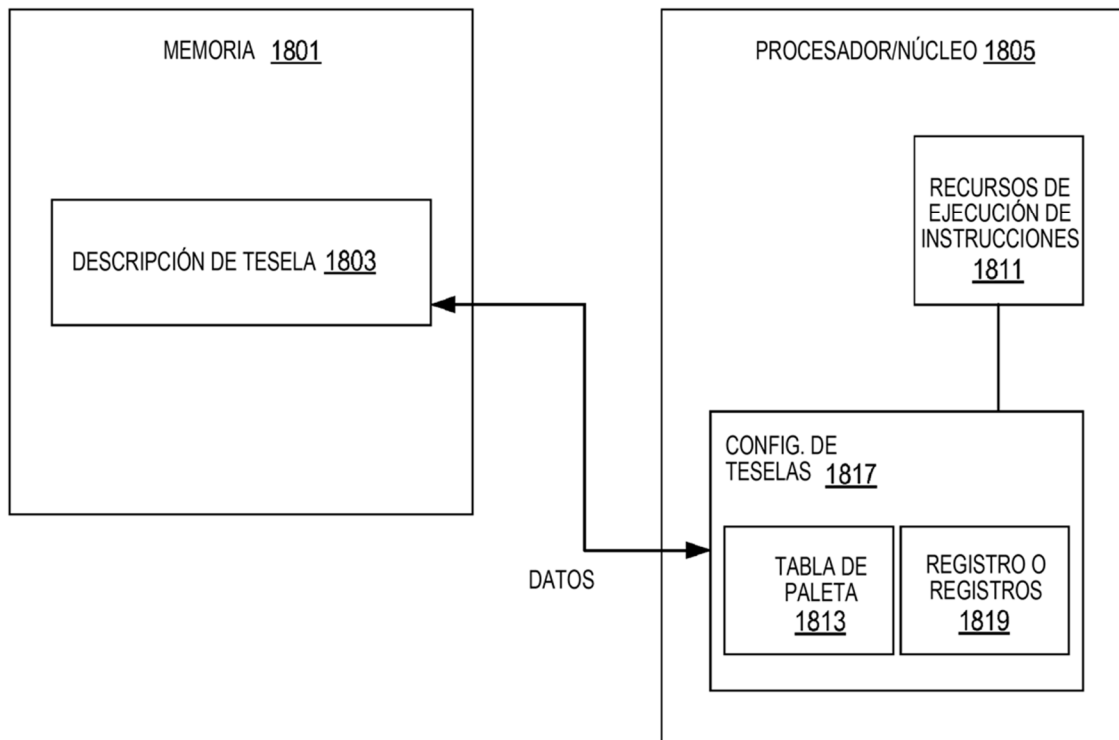 MEMORIA 1801
DESCRIPCIÓN DE TESELA 1803
PROCESADOR/NÚCLEO 1805
RECURSOS DE
EJECUCIÓN DE
INSTRUCCIONES
1811
CONFIG. DE
TESELAS 1817
TABLA DE
PALETA
1813
REGISTRO O
REGISTROS
1819
DATOS